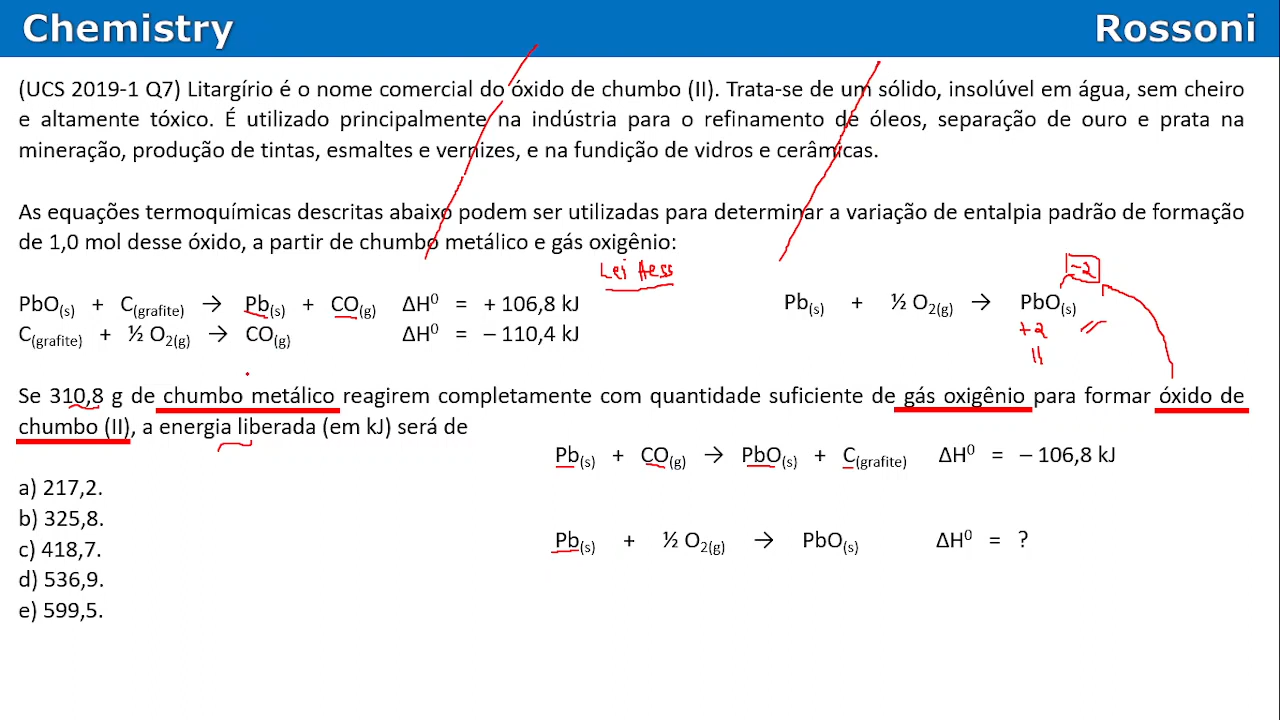 Chemistry Rossoni
(UCS 2019-1 Q7) Litargírio é o nome comercial do óxido de chumbo (II). Trata-se de um sólido, insolúvel em água, sem cheiro
e altamente tóxico. É utilizado principalmente na indústria para o refinamento de óleos, separação de ouro e prata na
mineração, produção de tintas, esmaltes e vernizes, e na fundição de vidros e cerâmicas.
As equações termoquímicas descritas abaixo podem ser utilizadas para determinar a variação de entalpia padrão de formação
de 1,0 mol desse óxido, a partir de chumbo metálico e gás oxigênio:
Lei Hess
-2
PbO(s) + C(grafite) → Pb(s) + CO(g) ΔH⁰ = + 106,8 kJ
Pb(s) + ½ O2(g) → PbO(s)
+2
C(grafite) + ½ O2(g) → CO(g) ΔH⁰ = – 110,4 kJ
Se 310,8 g de chumbo metálico reagirem completamente com quantidade suficiente de gás oxigênio para formar óxido de
chumbo (II), a energia liberada (em kJ) será de
Pb(s) + CO(g) → PbO(s) + C(grafite) ΔH⁰ = – 106,8 kJ
a) 217,2.
b) 325,8.
Pb(s) + ½ O2(g) → PbO(s) ΔH⁰ = ?
c) 418,7.
d) 536,9.
e) 599,5.